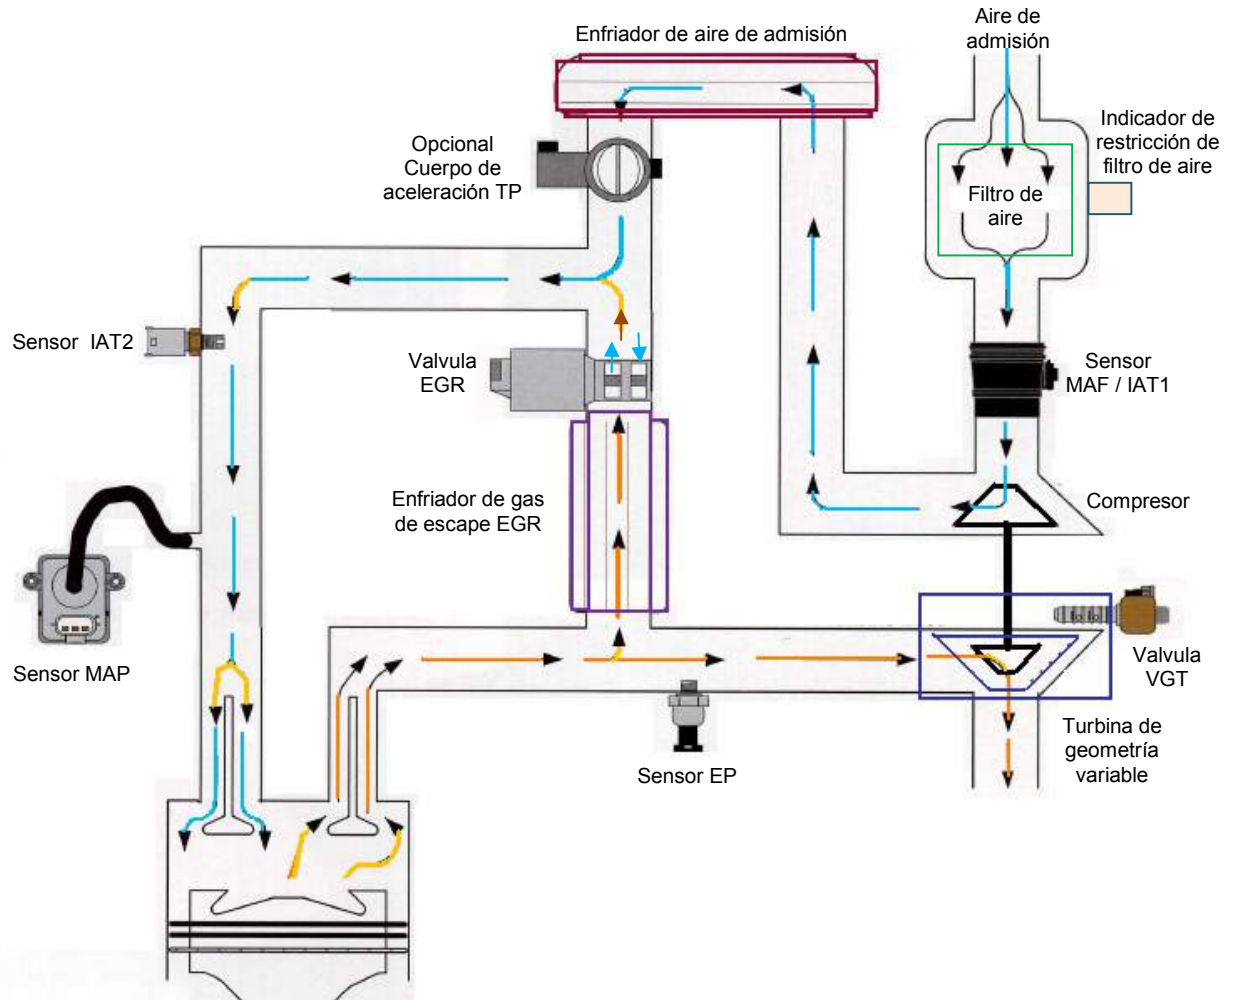 Enfriador de aire de admisión
Aire de
admisión
Indicador de
restricción de
filtro de aire
Opcional
Cuerpo de
aceleración TP
Filtro de
aire
Sensor IAT2
Valvula
EGR
Sensor
MAF / IAT1
Enfriador de gas
de escape EGR
Compresor
Sensor MAP
Valvula
VGT
Turbina de
geometría
variable
Sensor EP